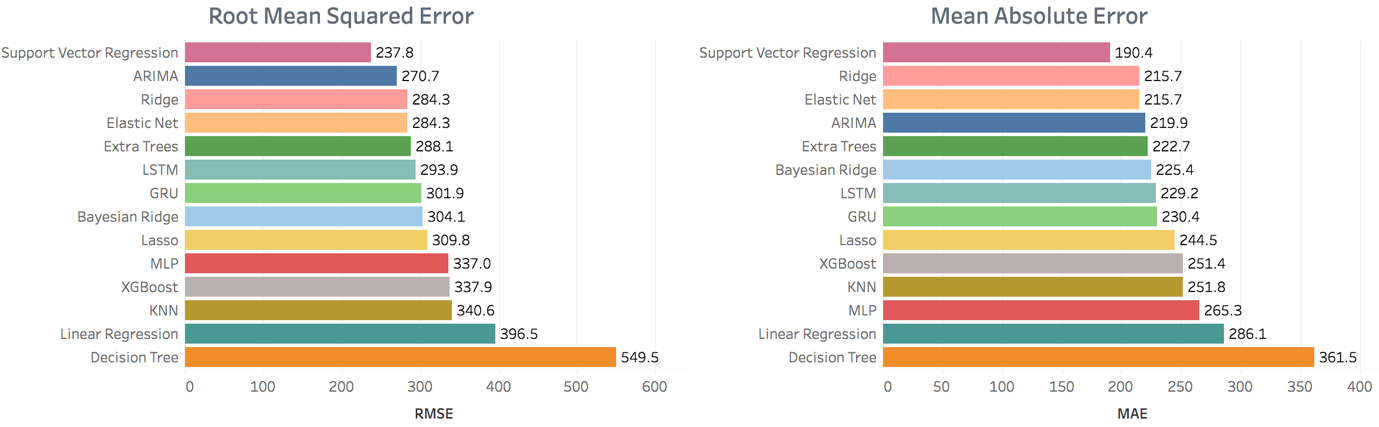 Root Mean Squared Error
Support Vector Regression 237.8
ARIMA 270.7
Ridge 284.3
Elastic Net 284.3
Extra Trees 288.1
LSTM 293.9
GRU 301.9
Bayesian Ridge 304.1
Lasso 309.8
MLP 337.0
XGBoost 337.9
KNN 340.6
Linear Regression 396.5
Decision Tree 549.5
0 100 200 300 400 500 600
RMSE
Mean Absolute Error
Support Vector Regression 190.4
Ridge 215.7
Elastic Net 215.7
ARIMA 219.9
Extra Trees 222.7
Bayesian Ridge 225.4
LSTM 229.2
GRU 230.4
Lasso 244.5
XGBoost 251.4
KNN 251.8
MLP 265.3
Linear Regression 286.1
Decision Tree 361.5
0 50 100 150 200 250 300 350 400
MAE